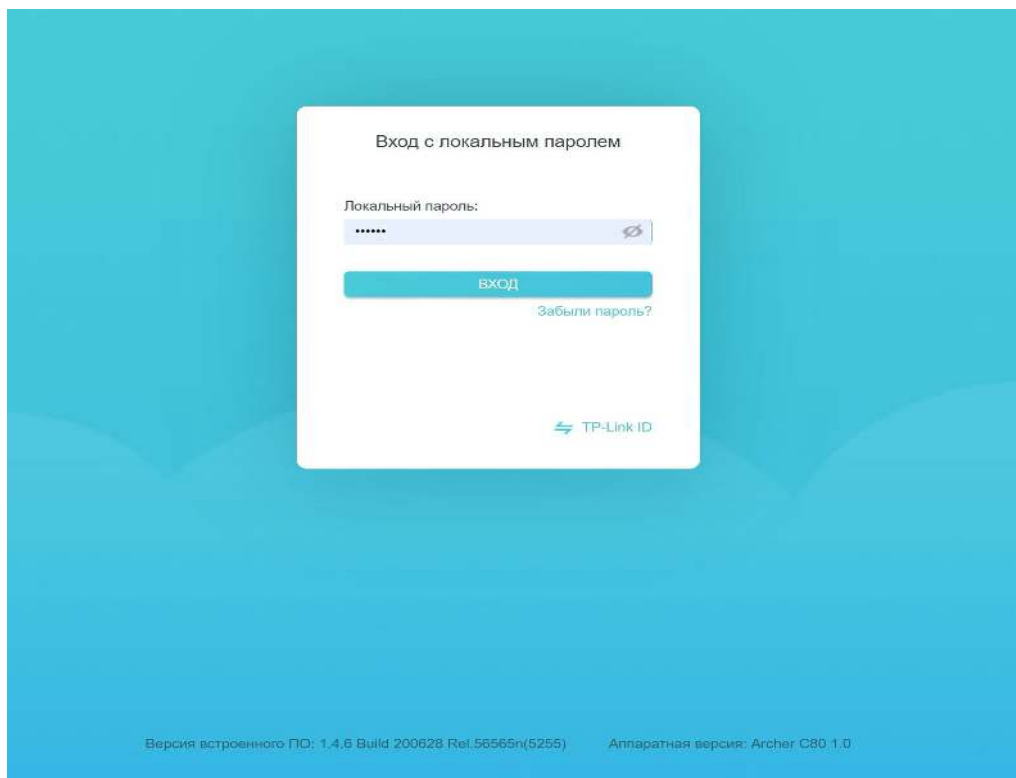 Вход с локальным паролем
Локальный пароль:
••••••
ВХОД
Забыли пароль?
TP-Link ID
Версия встроенного ПО: 1.4.6 Build 200628 Rel.56565n(5255) Аппаратная версия: Archer C80 1.0